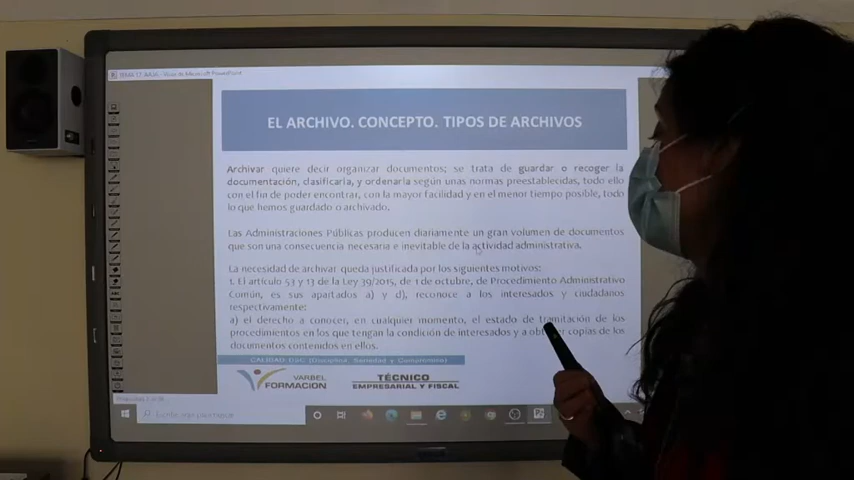 EL ARCHIVO. CONCEPTO. TIPOS DE ARCHIVOS
Archivar quiere decir organizar documentos; se trata de guardar o recoger la
documentación, clasificarla, y ordenarla según unas normas preestablecidas, todo ello
con el fin de poder encontrar, con la mayor facilidad y en el menor tiempo posible, todo
lo que hemos guardado o archivado.
Las Administraciones Públicas producen diariamente un gran volumen de documentos
que son una consecuencia necesaria e inevitable de la actividad administrativa.
La necesidad de archivar queda justificada por los siguientes motivos:
1. El artículo 53 y 13 de la Ley 39/2015, de 1 de octubre, de Procedimiento Administrativo
Común, es sus apartados a) y d), reconoce a los interesados y ciudadanos
respectivamente:
a) el derecho a conocer, en cualquier momento, el estado de tramitación de los
procedimientos en los que tengan la condición de interesados y a obtener copias de los
documentos contenidos en ellos.
CALIDAD DSC (Disciplina, Seriedad y Compromiso)
VARBEL
FORMACIÓN
TÉCNICO
EMPRESARIAL Y FISCAL